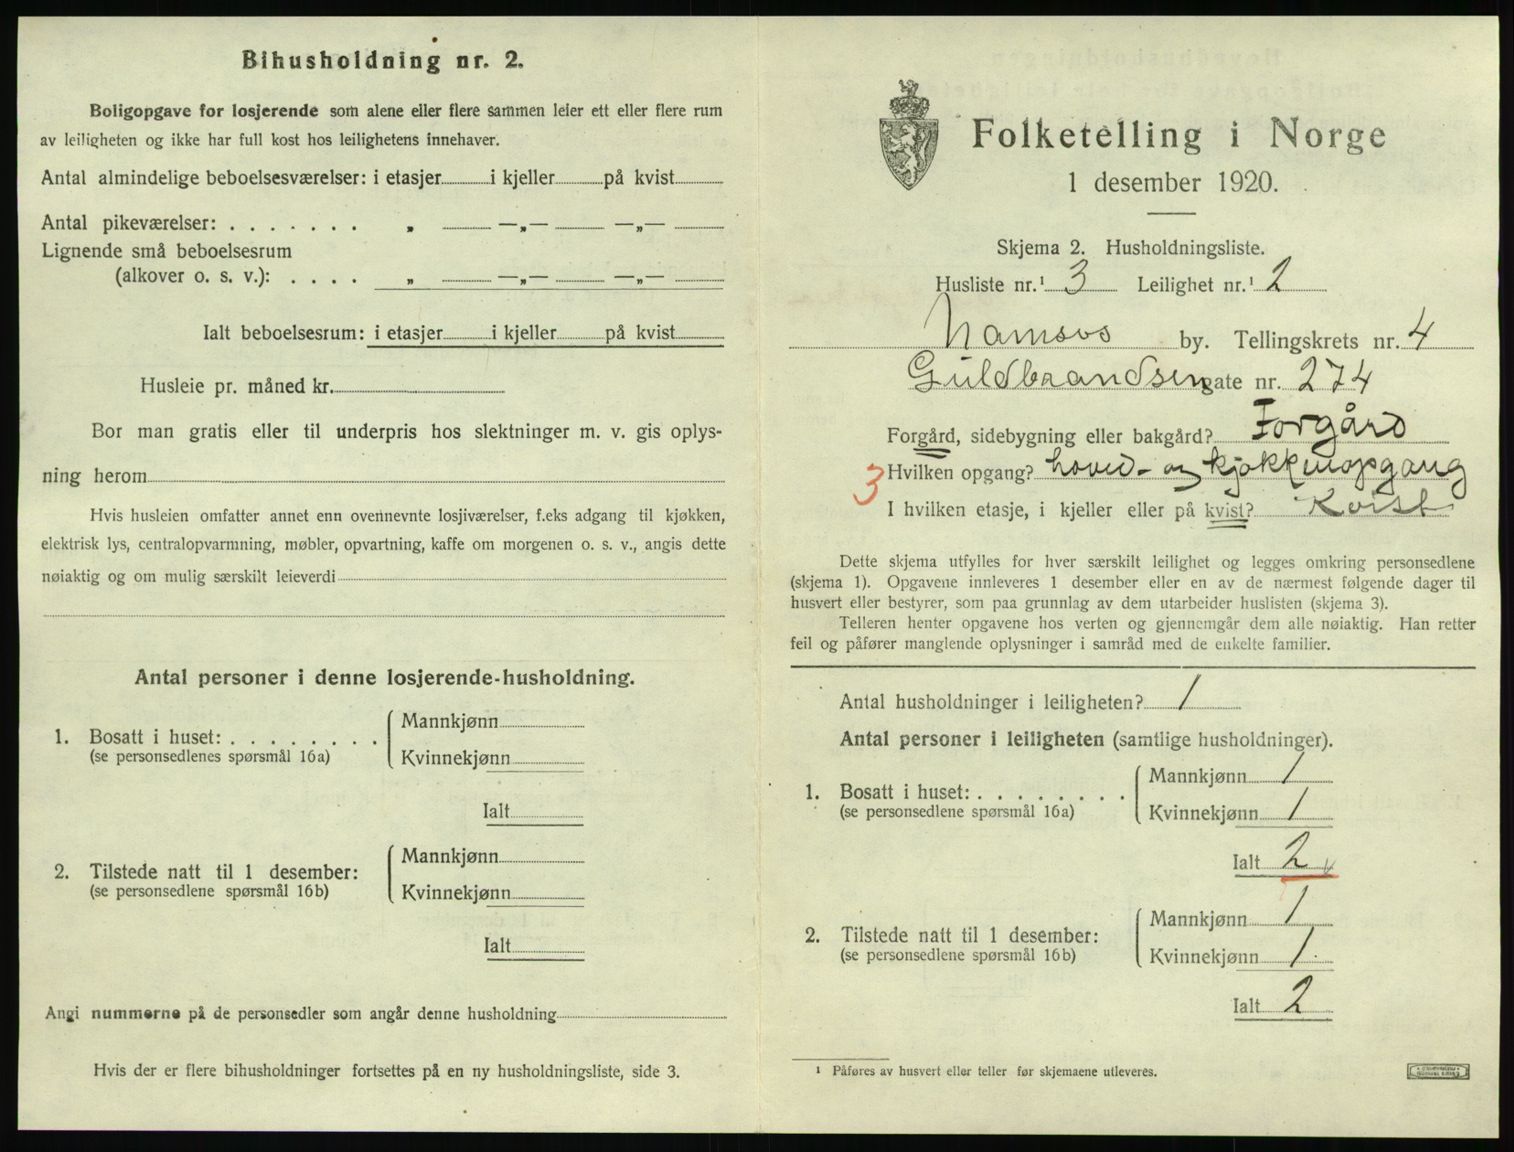 Bihusholdning nr. 2.
Boligopgave for losjerende som alene eller flere sammen leier ett eller flere rum
av leiligheten og ikke har full kost hos leilighetens innehaver.
Antal almindelige beboelsesværelser: i etasjer i kjeller på kvist
Antal pikeværelser: . . . . . . . „ —„— —„—
Lignende små beboelsesrum
(alkover o. s. v.): . . . . „ —„— —„—
Ialt beboelsesrum: i etasjer i kjeller på kvist
Husleie pr. måned kr.
Bor man gratis eller til underpris hos slektninger m. v. gis oplys-
ning herom
Hvis husleien omfatter annet enn ovennevnte losjiværelser, f.eks adgang til kjøkken,
elektrisk lys, centralopvarmning, møbler, opvartning, kaffe om morgenen o. s. v., angis dette
nøiaktig og om mulig særskilt leieverdi
Antal personer i denne losjerende-husholdning.
1. Bosatt i huset: . . . . . . . .
(se personsedlenes spørsmål 16a)
Mannkjønn
Kvinnekjønn
Ialt
2. Tilstede natt til 1 desember:
(se personsedlene spørsmål 16b)
Mannkjønn
Kvinnekjønn
Ialt
Angi nummerne på de personsedler som angår denne husholdning
Hvis der er flere bihusholdninger fortsettes på en ny husholdningsliste, side 3.
Folketelling i Norge
1 desember 1920.
Skjema 2. Husholdningsliste.
Husliste nr.¹ 3 Leilighet nr.¹ 2
Namsos by. Tellingskrets nr. 4
Guldbrandsen gate nr. 274
Forgård, sidebygning eller bakgård? Forgård
3 Hvilken opgang? hoved- og kjøkkenopgang
I hvilken etasje, i kjeller eller på kvist? Kvist
Dette skjema utfylles for hver særskilt leilighet og legges omkring personsedlene
(skjema 1). Opgavene innleveres 1 desember eller en av de nærmest følgende dager til
husvert eller bestyrer, som paa grunnlag av dem utarbeider huslisten (skjema 3).
Telleren henter opgavene hos verten og gjennemgår dem alle nøiaktig. Han retter
feil og påfører manglende oplysninger i samråd med de enkelte familier.
Antal husholdninger i leiligheten? 1
Antal personer i leiligheten (samtlige husholdninger).
1. Bosatt i huset: . . . . . . . .
(se personsedlene spørsmål 16a)
Mannkjønn 1
Kvinnekjønn 1
Ialt 2
2. Tilstede natt til 1 desember:
(se personsedlene spørsmål 16b)
Mannkjønn 1
Kvinnekjønn 1
Ialt 2
¹ Påføres av husvert eller teller før skjemaene utleveres.